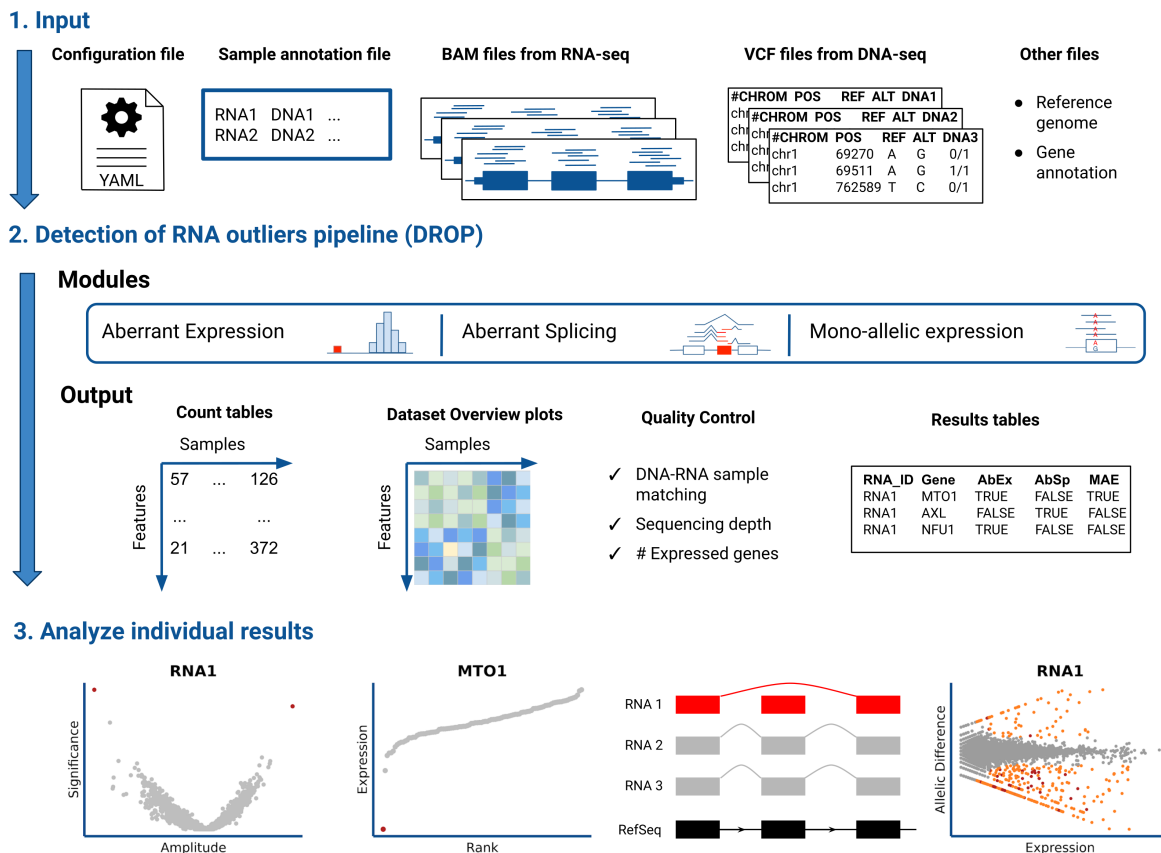 1. Input
Configuration file
YAML
Sample annotation file
RNA1 DNA1 ...
RNA2 DNA2 ...
BAM files from RNA-seq
VCF files from DNA-seq
#CHROM POS REF ALT DNA1
chr
chr
chr
#CHROM POS REF ALT DNA2
chr
chr
chr
#CHROM POS REF ALT DNA3
chr1 69270 A G 0/1
chr1 69511 A G 1/1
chr1 762589 T C 0/1
Other files
● Reference
genome
● Gene
annotation
2. Detection of RNA outliers pipeline (DROP)
Modules
Aberrant Expression
Aberrant Splicing
Mono-allelic expression
A
A
A
A
A
G
Output
Count tables
Samples
Features
57 ... 126
... ...
21 ... 372
Dataset Overview plots
Samples
Features
Quality Control
✓ DNA-RNA sample
matching
✓ Sequencing depth
✓ # Expressed genes
Results tables
RNA_ID Gene AbEx AbSp MAE
RNA1 MTO1 TRUE FALSE TRUE
RNA1 AXL FALSE TRUE FALSE
RNA1 NFU1 TRUE FALSE FALSE
3. Analyze individual results
RNA1
Significance
Amplitude
MTO1
Expression
Rank
RNA 1
RNA 2
RNA 3
RefSeq
RNA1
Allelic Difference
Expression